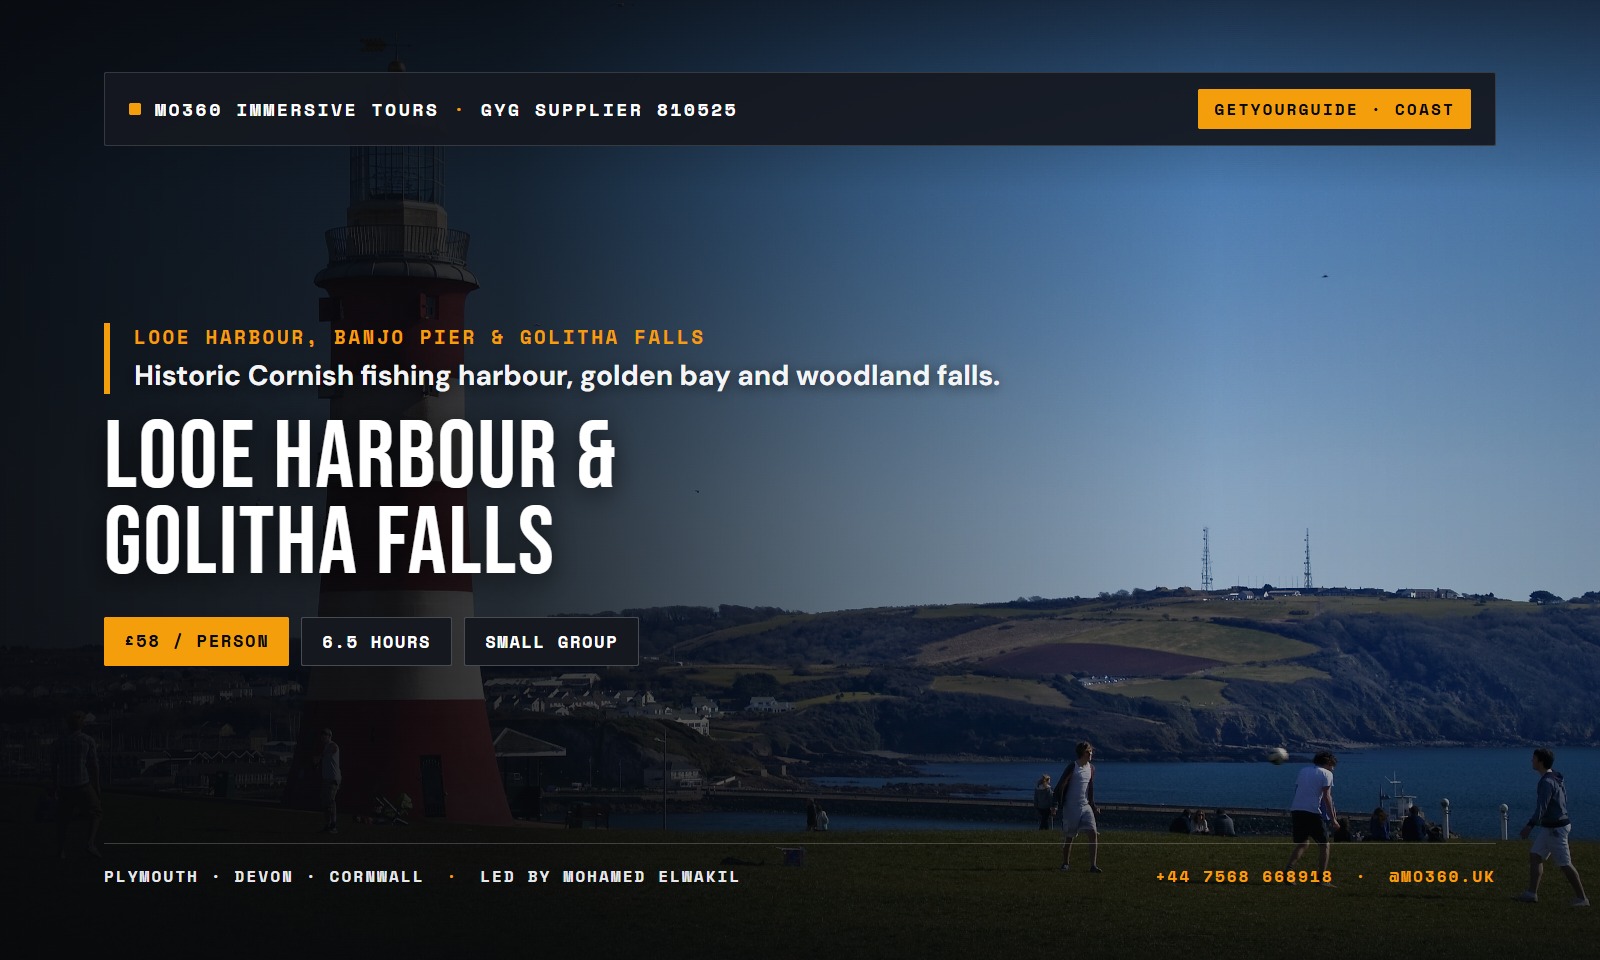 MO360 IMMERSIVE TOURS · GYG SUPPLIER 810525
GETYOURGUIDE · COAST
LOOE HARBOUR, BANJO PIER & GOLITHA FALLS
Historic Cornish fishing harbour, golden bay and woodland falls.
LOOE HARBOUR &
GOLITHA FALLS
£58 / PERSON
6.5 HOURS
SMALL GROUP
PLYMOUTH · DEVON · CORNWALL · LED BY MOHAMED ELWAKIL
+44 7568 668918 · @MO360.UK